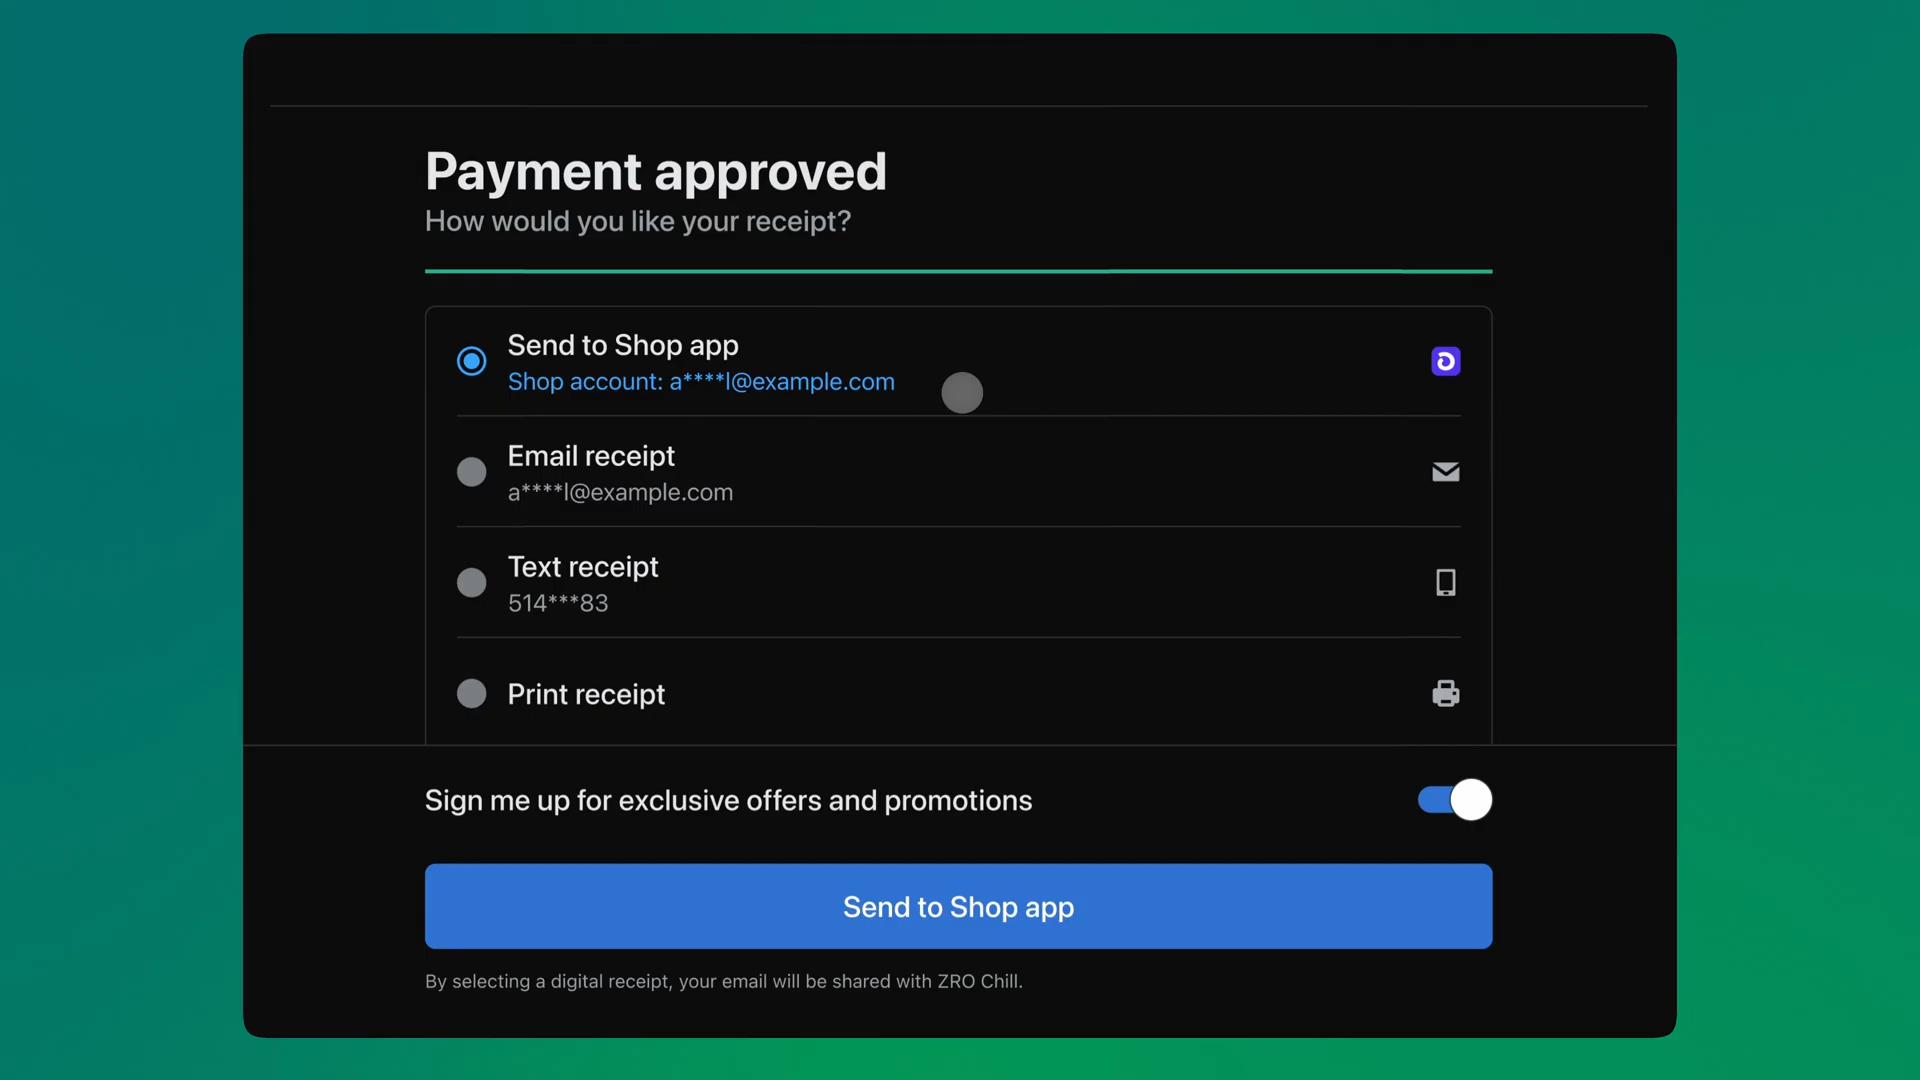 Payment approved
How would you like your receipt?
Send to Shop app
Shop account: a****l@example.com
Email receipt
a****l@example.com
Text receipt
514***83
Print receipt
Sign me up for exclusive offers and promotions
Send to Shop app
By selecting a digital receipt, your email will be shared with ZRO Chill.